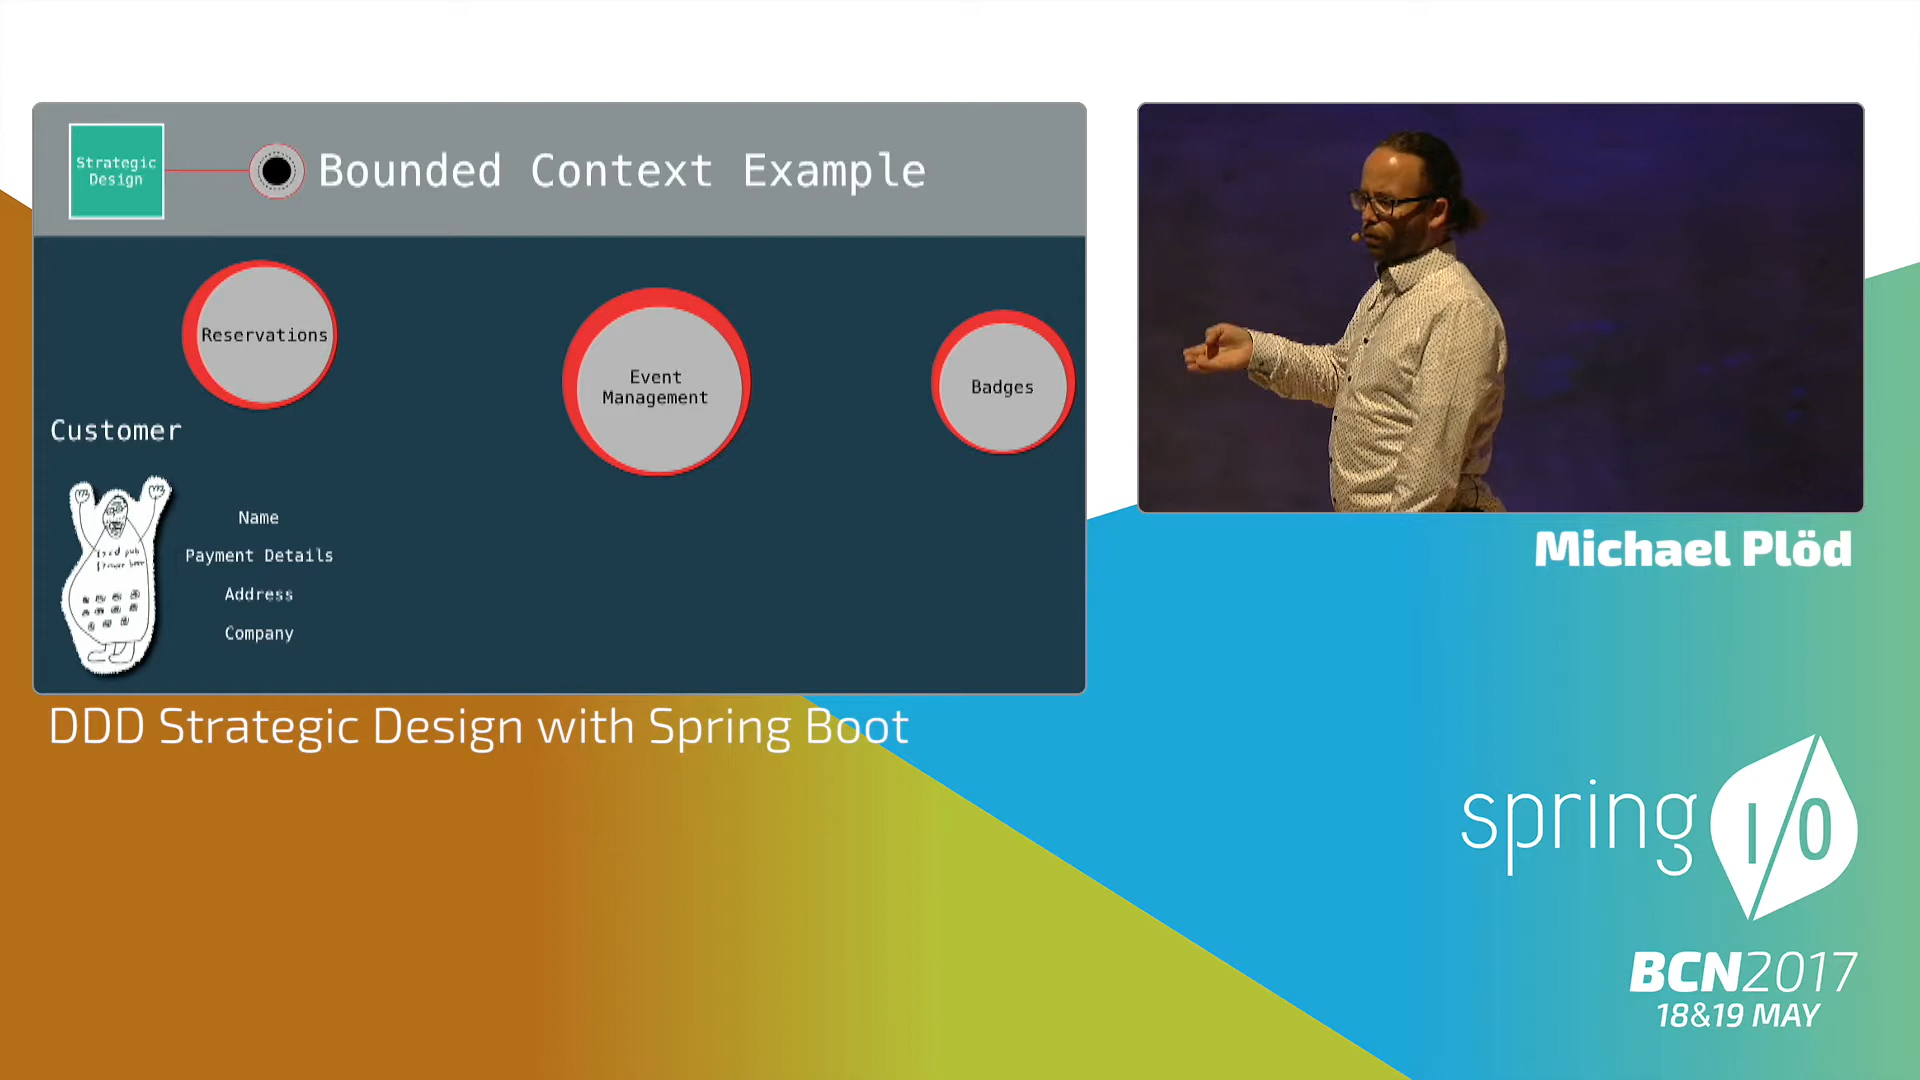 Strategic
Design
Bounded Context Example
Reservations
Event
Management
Badges
Customer
Name
Payment Details
Address
Company
Michael Plöd
DDD Strategic Design with Spring Boot
spring I/O
BCN2017
18&19 MAY